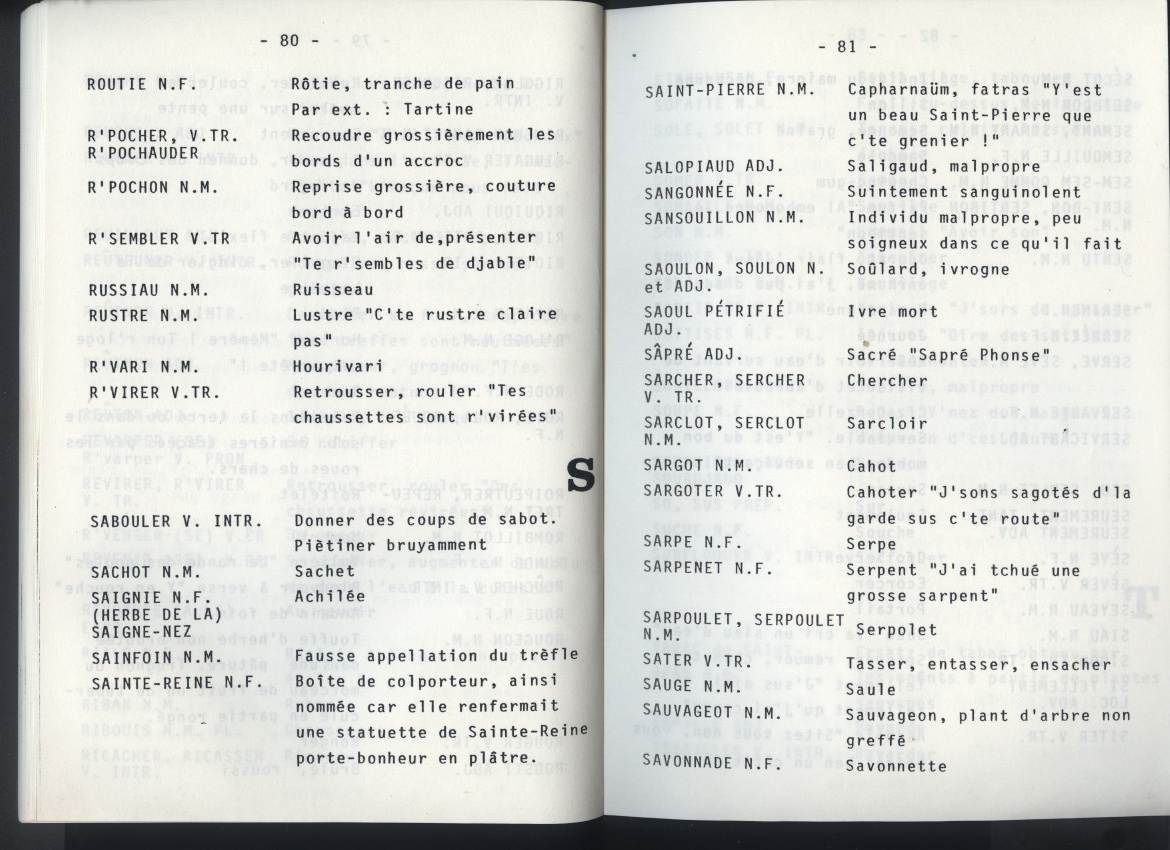 - 80 -
ROUTIE N.F. Rôtie, tranche de pain
Par ext. : Tartine
R'POCHER, V.TR. Recoudre grossièrement les
R'POCHAUDER bords d'un accroc
R'POCHON N.M. Reprise grossière, couture
bord à bord
R'SEMBLER V.TR Avoir l'air de,présenter
"Te r'sembles de djable"
RUSSIAU N.M. Ruisseau
RUSTRE N.M. Lustre "C'te rustre claire
pas"
R'VARI N.M. Hourivari
R'VIRER V.TR. Retrousser, rouler "Tes
chaussettes sont r'virées"
S
SABOULER V. INTR. Donner des coups de sabot.
Piètiner bruyamment
SACHOT N.M. Sachet
SAIGNIE N.F. Achilée
(HERBE DE LA)
SAIGNE-NEZ
SAINFOIN N.M. Fausse appellation du trèfle
SAINTE-REINE N.F. Boîte de colporteur, ainsi
nommée car elle renfermait
une statuette de Sainte-Reine
porte-bonheur en plâtre.
- 81 -
SAINT-PIERRE N.M. Capharnaüm, fatras "Y'est
un beau Saint-Pierre que
c'te grenier !"
SALOPIAUD ADJ. Saligaud, malpropre
SANGONNÉE N.F. Suintement sanguinolent
SANSOUILLON N.M. Individu malpropre, peu
soigneux dans ce qu'il fait
SAOULON, SOULON N. Soûlard, ivrogne
et ADJ.
SAOUL PÉTRIFIÉ Ivre mort
ADJ.
SÂPRÉ ADJ. Sacré "Sapré Phonse"
SARCHER, SERCHER Chercher
V. TR.
SARCLOT, SERCLOT Sarcloir
N.M.
SARGOT N.M. Cahot
SARGOTER V.TR. Cahoter "J'sons sagotés d'la
garde sus c'te route"
SARPE N.F. Serpe
SARPENET N.F. Serpent "J'ai tchué une
grosse sarpent"
SARPOULET, SERPOULET Serpolet
N.M.
SATER V.TR. Tasser, entasser, ensacher
SAUGE N.M. Saule
SAUVAGEOT N.M. Sauvageon, plant d'arbre non
greffé.
SAVONNADE N.F. Savonnette